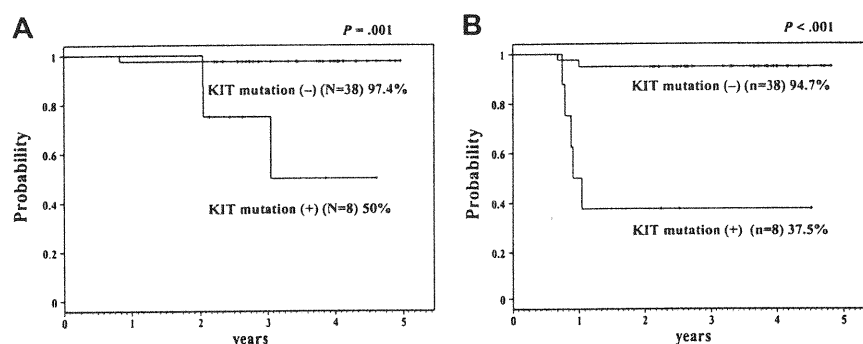 A
P = .001
1
0.8
0.6
0.4
0.2
0
Probability
KIT mutation (–) (N=38) 97.4%
KIT mutation (+) (N=8) 50%
0 1 2 3 4 5
years
B
P < .001
1
0.8
0.6
0.4
0.2
0
Probability
KIT mutation (–) (n=38) 94.7%
KIT mutation (+) (n=8) 37.5%
0 1 2 3 4 5
years